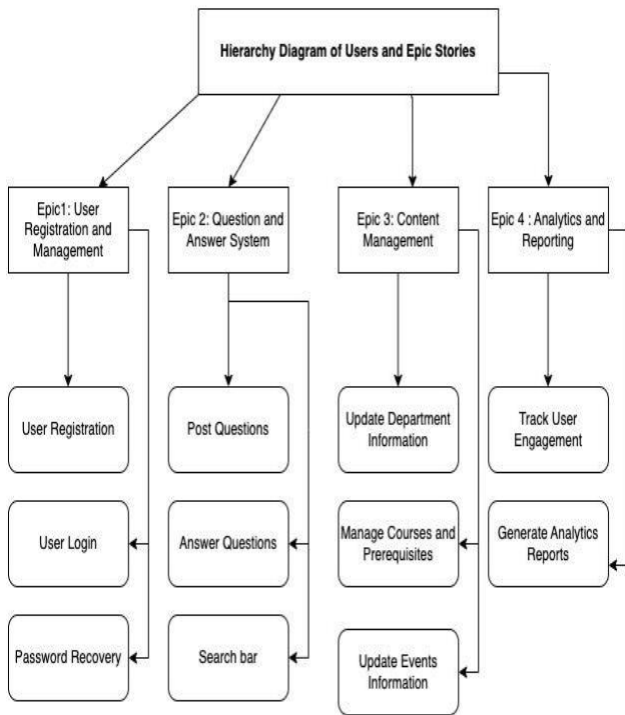 Hierarchy Diagram of Users and Epic Stories
Epic1: User
Registration and
Management
Epic 2: Question and
Answer System
Epic 3: Content
Management
Epic 4 : Analytics and
Reporting
User Registration
Post Questions
Update Department
Information
Track User
Engagement
User Login
Answer Questions
Manage Courses and
Prerequisites
Generate Analytics
Reports
Password Recovery
Search bar
Update Events
Information